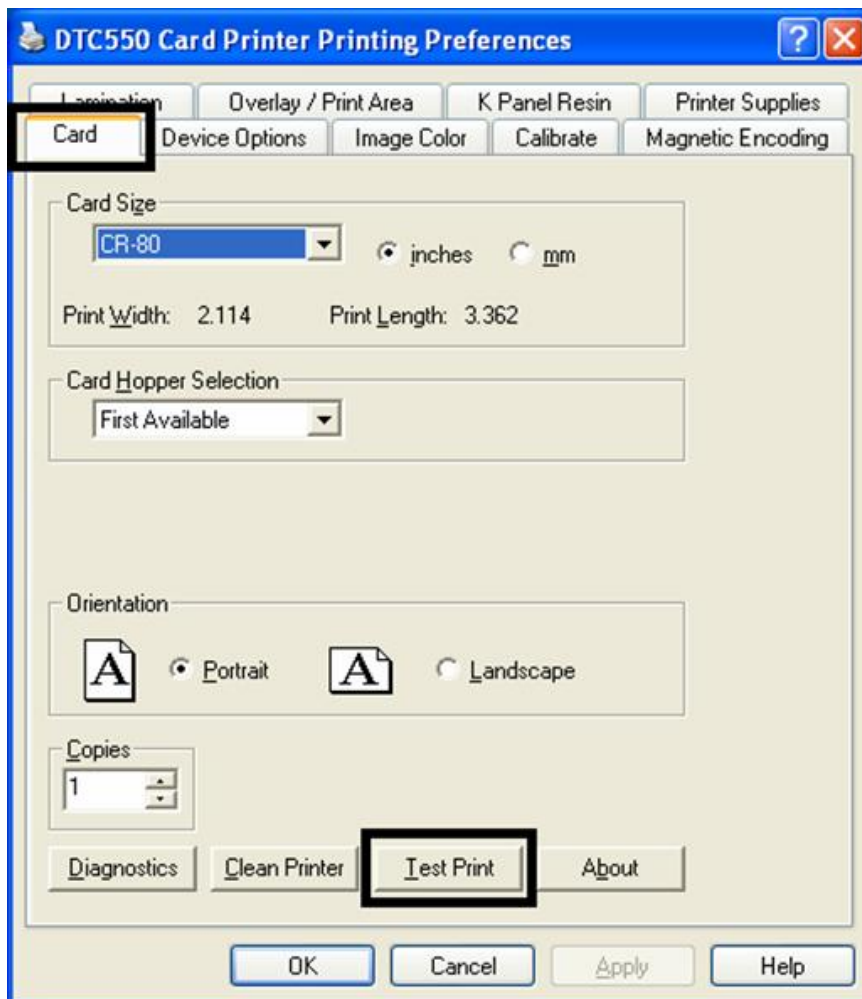 DTC550 Card Printer Printing Preferences
Lamination Overlay / Print Area K Panel Resin Printer Supplies
Card Device Options Image Color Calibrate Magnetic Encoding
Card Size
CR-80 inches mm
Print Width: 2.114 Print Length: 3.362
Card Hopper Selection
First Available
Orientation
A Portrait A Landscape
Copies
1
Diagnostics Clean Printer Test Print About
OK Cancel Apply Help